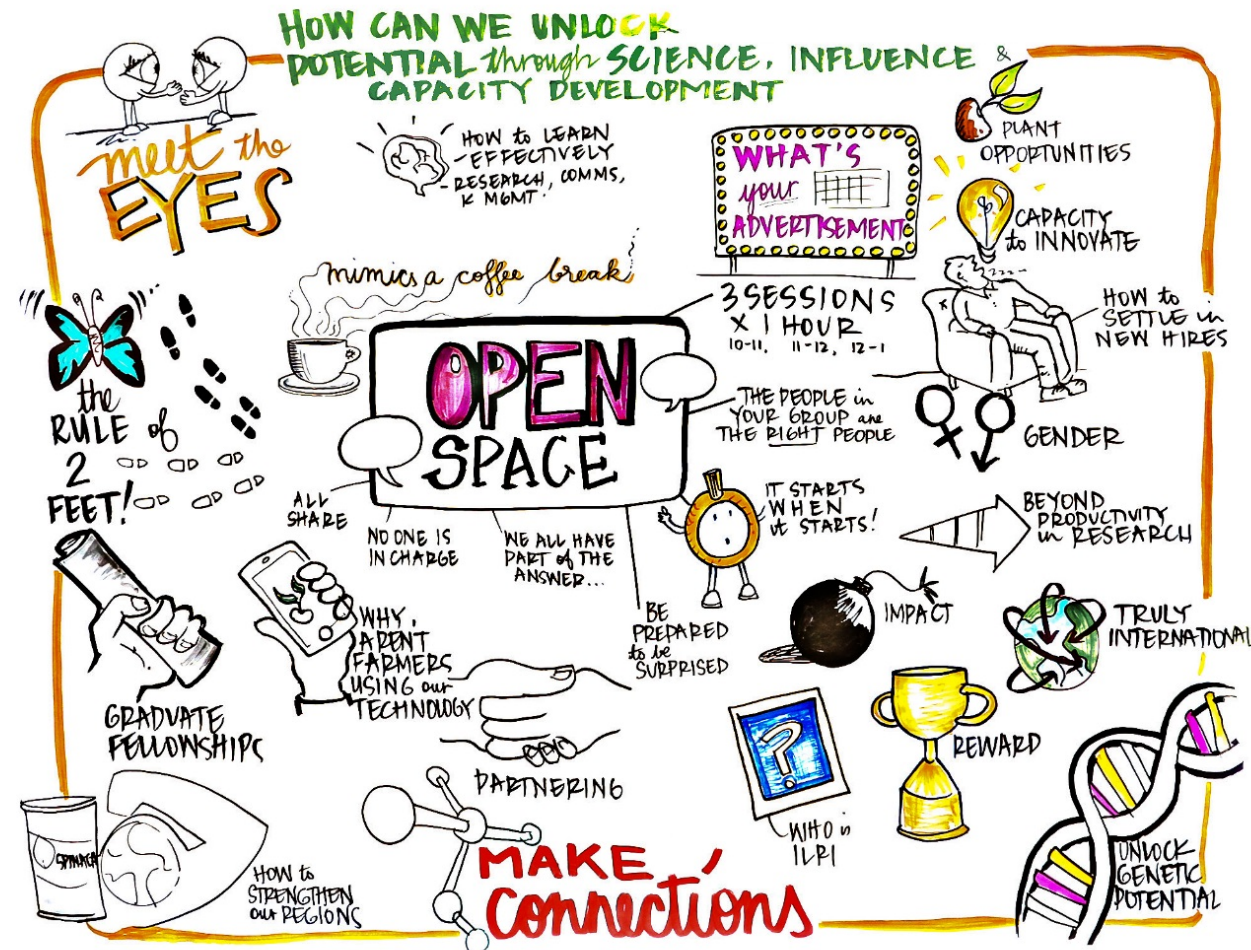 HOW CAN WE UNLOCK
POTENTIAL through SCIENCE, INFLUENCE &
CAPACITY DEVELOPMENT
meet the
EYES
HOW to LEARN
- EFFECTIVELY
- RESEARCH, COMMS,
K MGMT.
WHAT'S
your
ADVERTISEMENT
PLANT
OPPORTUNITIES
CAPACITY
to INNOVATE
HOW to
SETTLE in
NEW HIRES
mimics a coffee break
3 SESSIONS
X 1 HOUR
10-11, 11-12, 12-1
OPEN
SPACE
THE PEOPLE in
YOUR GROUP are
THE RIGHT PEOPLE
GENDER
the
RULE of
2
FEET!
ALL
SHARE
NO ONE IS
IN CHARGE
WE ALL HAVE
PART of THE
ANSWER...
IT STARTS
WHEN
it STARTS!
BEYOND
PRODUCTIVITY
in RESEARCH
BE
PREPARED
to be
SURPRISED
IMPACT
TRULY
INTERNATIONAL
WHY
ARENT
FARMERS
USING our
TECHNOLOGY
GRADUATE
FELLOWSHIPS
PARTNERING
?
WHO is
ILRI
REWARD
SPINACH
HOW to
STRENGTHEN
our REGIONS
MAKE
connections
UNLOCK
GENETIC
POTENTIAL